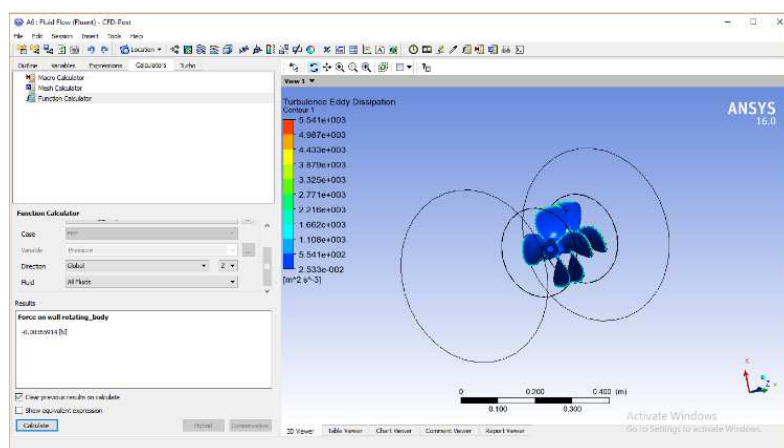 A6 : Fluid Flow (Fluent) - CFD-Post
File Edit Session Insert Tools Help
Location
Outline Variables Expressions Calculators Turbo
Macro Calculator
Mesh Calculator
Function Calculator
View 1
Turbulence Eddy Dissipation
Contour 1
5.541e+003
4.987e+003
4.433e+003
3.879e+003
3.325e+003
2.771e+003
2.216e+003
1.662e+003
1.108e+003
5.541e+002
2.533e-002
[m^2 s^-3]
ANSYS
16.0
Function Calculator
Case
Variable Pressure
Direction Global Z
Fluid All Fluids
Results
Force on wall rotating_body
[N]
Clear previous results on calculate
Show equivalent expression
Calculate Hybrid Conservative
X
Z
0 0.200 0.400 (m)
0.100 0.300
Activate Windows
Go to Settings to activate Windows.
3D Viewer Table Viewer Chart Viewer Comment Viewer Report Viewer